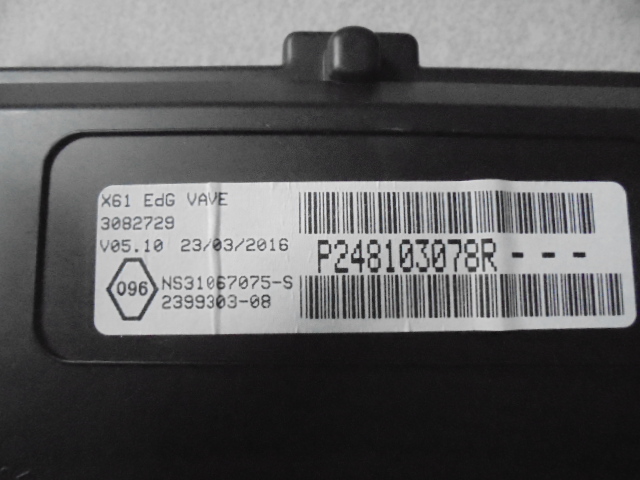 X61 EdG VAVE
3082729
V05.10 23/03/2016
P248103078R---
096
NS31067075-S
2399303-08